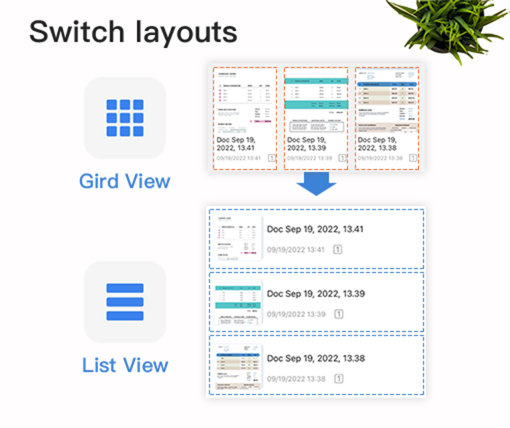 Switch layouts
Gird View
Doc Sep 19, 2022, 13.41
09/19/2022 13:41 1
Doc Sep 19, 2022, 13.39
09/19/2022 13:39 1
Doc Sep 19, 2022, 13.38
09/19/2022 13:38 1
List View
Doc Sep 19, 2022, 13.41
09/19/2022 13:41 1
Doc Sep 19, 2022, 13.39
09/19/2022 13:39 1
Doc Sep 19, 2022, 13.38
09/19/2022 13:38 1